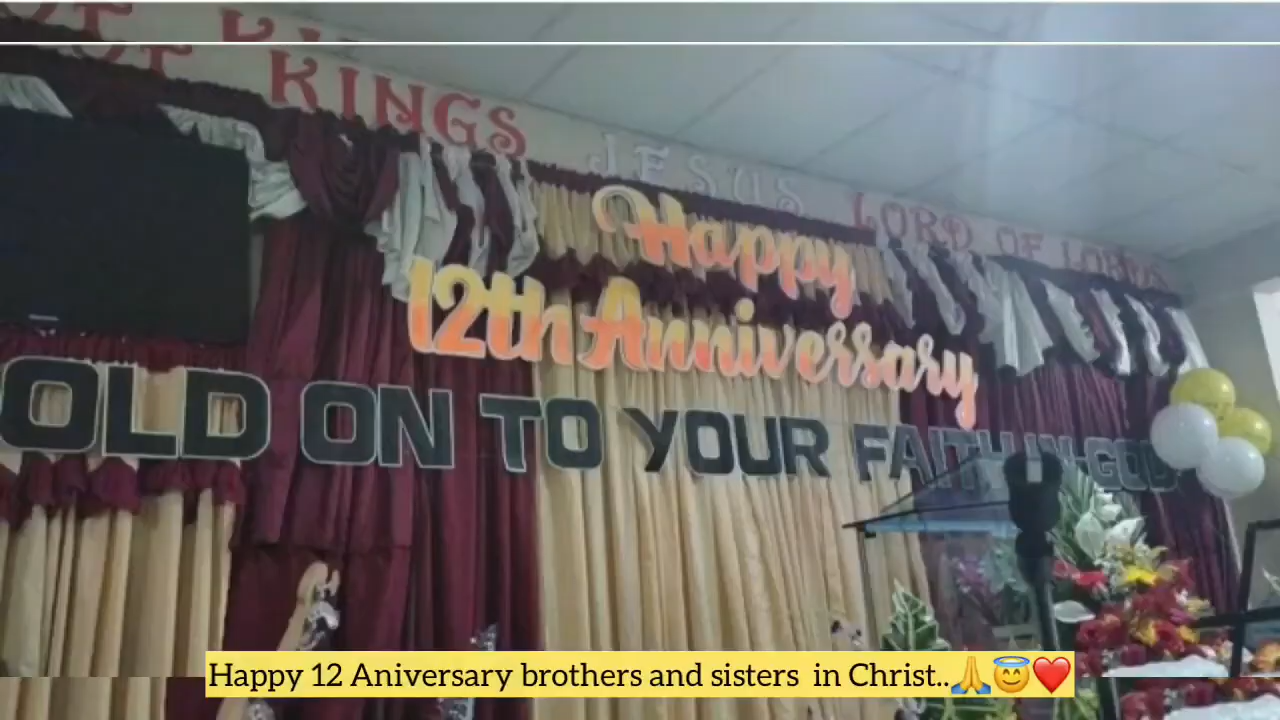 OF KINGS JESUS LORD OF LORDS
Happy
12th Anniversary
OLD ON TO YOUR FAITH IN GOD
Happy 12 Aniversary brothers and sisters in Christ..🙏😇❤️